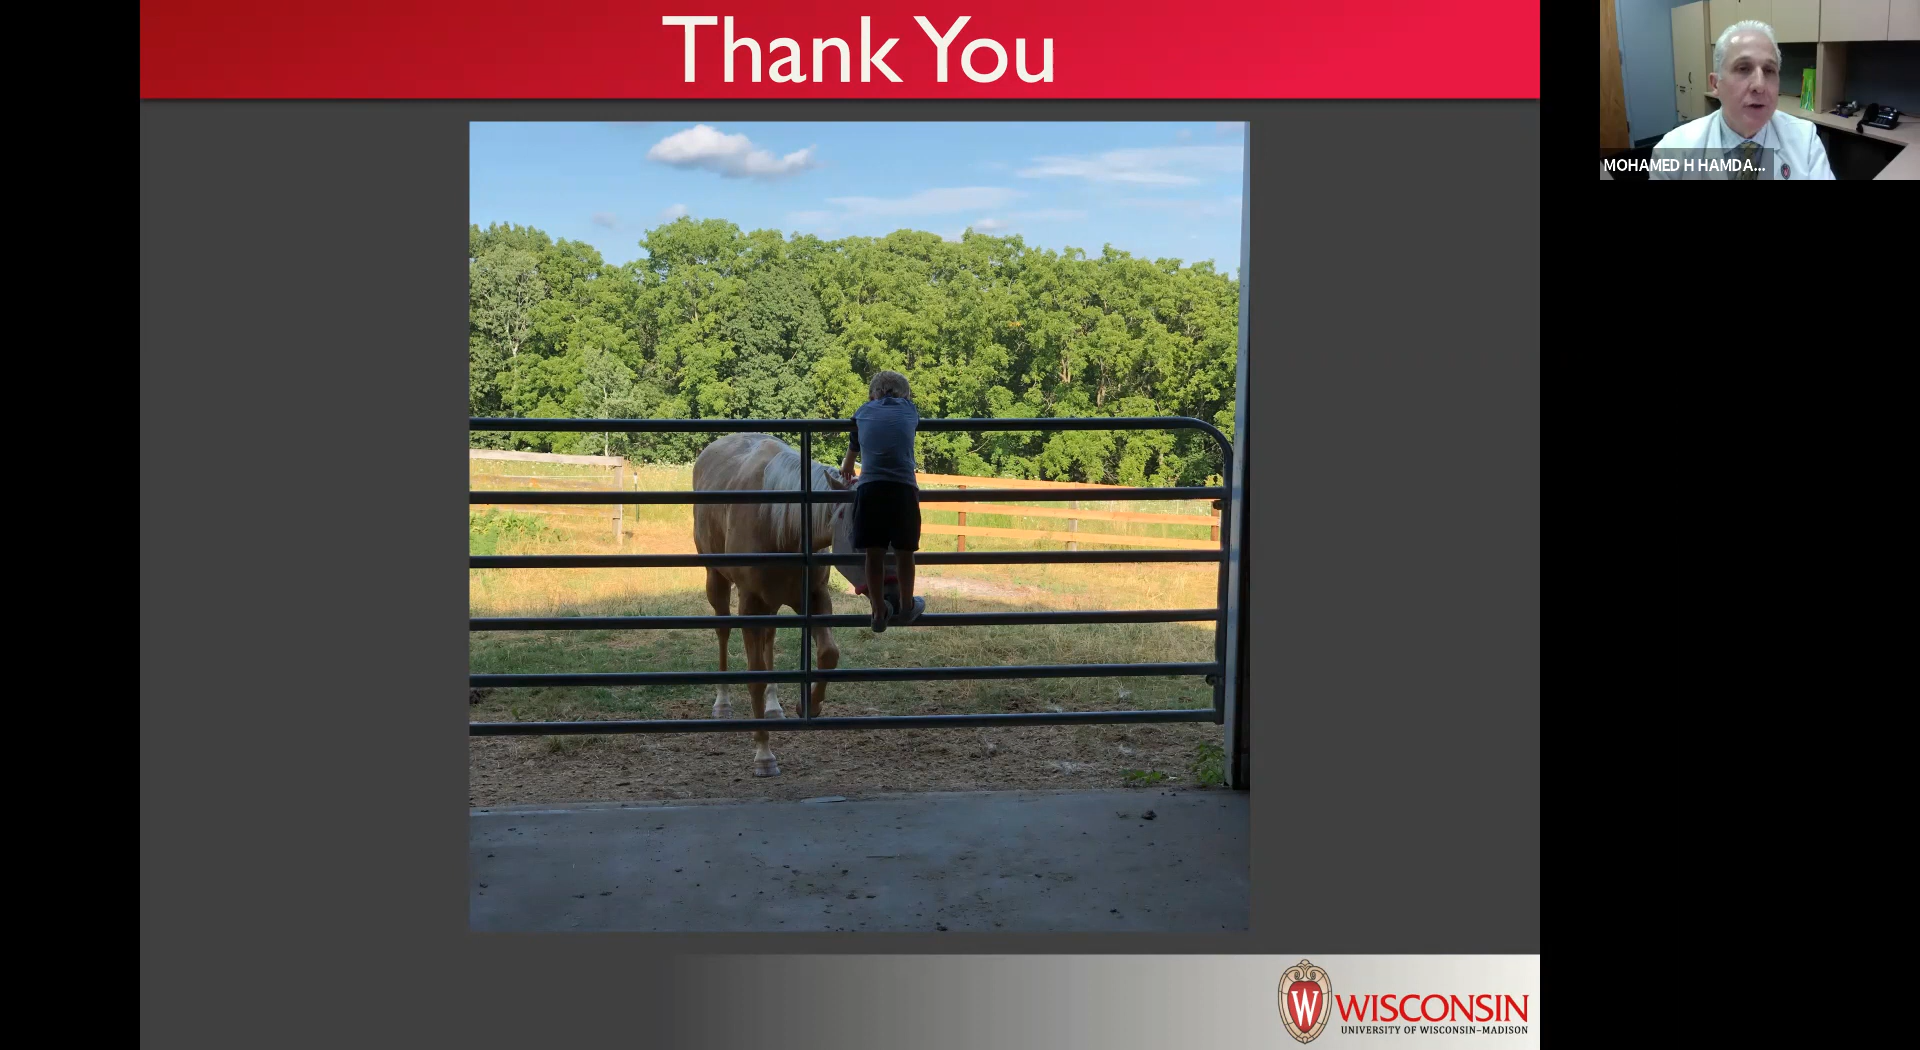 Thank You
MOHAMED H HAMDA...
W
WISCONSIN
UNIVERSITY OF WISCONSIN–MADISON